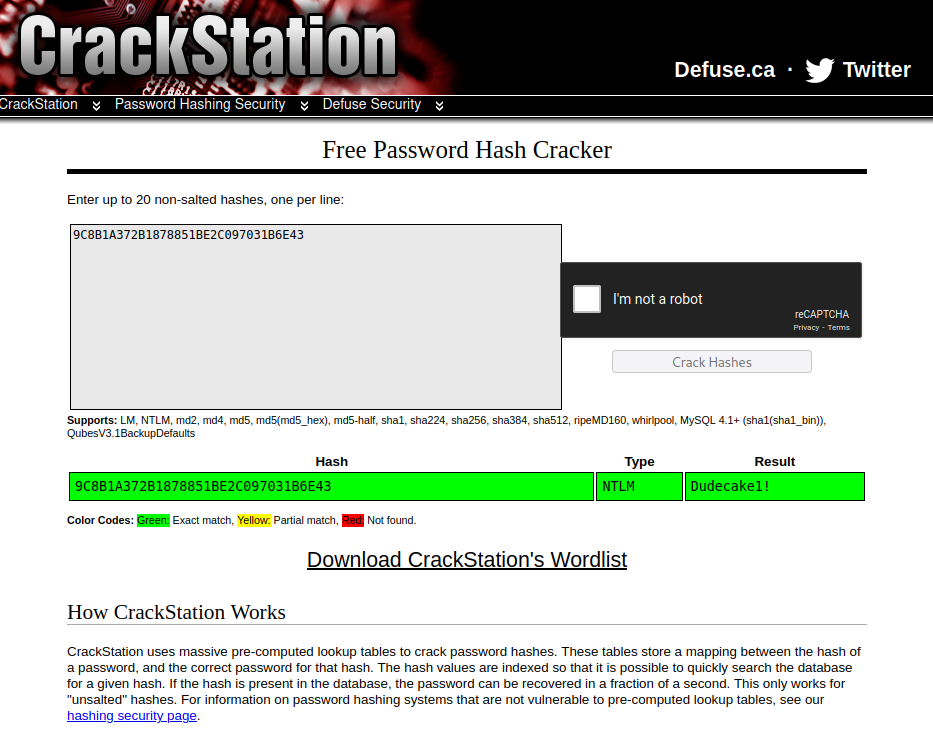 CrackStation
Defuse.ca · Twitter
CrackStation Password Hashing Security Defuse Security
Free Password Hash Cracker
Enter up to 20 non-salted hashes, one per line:
9C8B1A372B1878851BE2C097031B6E43
I'm not a robot
reCAPTCHA
Privacy - Terms
Crack Hashes
Supports: LM, NTLM, md2, md4, md5, md5(md5_hex), md5-half, sha1, sha224, sha256, sha384, sha512, ripeMD160, whirlpool, MySQL 4.1+ (sha1(sha1_bin)),
QubesV3.1BackupDefaults
Hash Type Result
9C8B1A372B1878851BE2C097031B6E43 NTLM Dudecake1!
Color Codes: Green: Exact match, Yellow: Partial match, Red: Not found.
Download CrackStation's Wordlist
How CrackStation Works
CrackStation uses massive pre-computed lookup tables to crack password hashes. These tables store a mapping between the hash of
a password, and the correct password for that hash. The hash values are indexed so that it is possible to quickly search the database
for a given hash. If the hash is present in the database, the password can be recovered in a fraction of a second. This only works for
"unsalted" hashes. For information on password hashing systems that are not vulnerable to pre-computed lookup tables, see our
hashing security page.